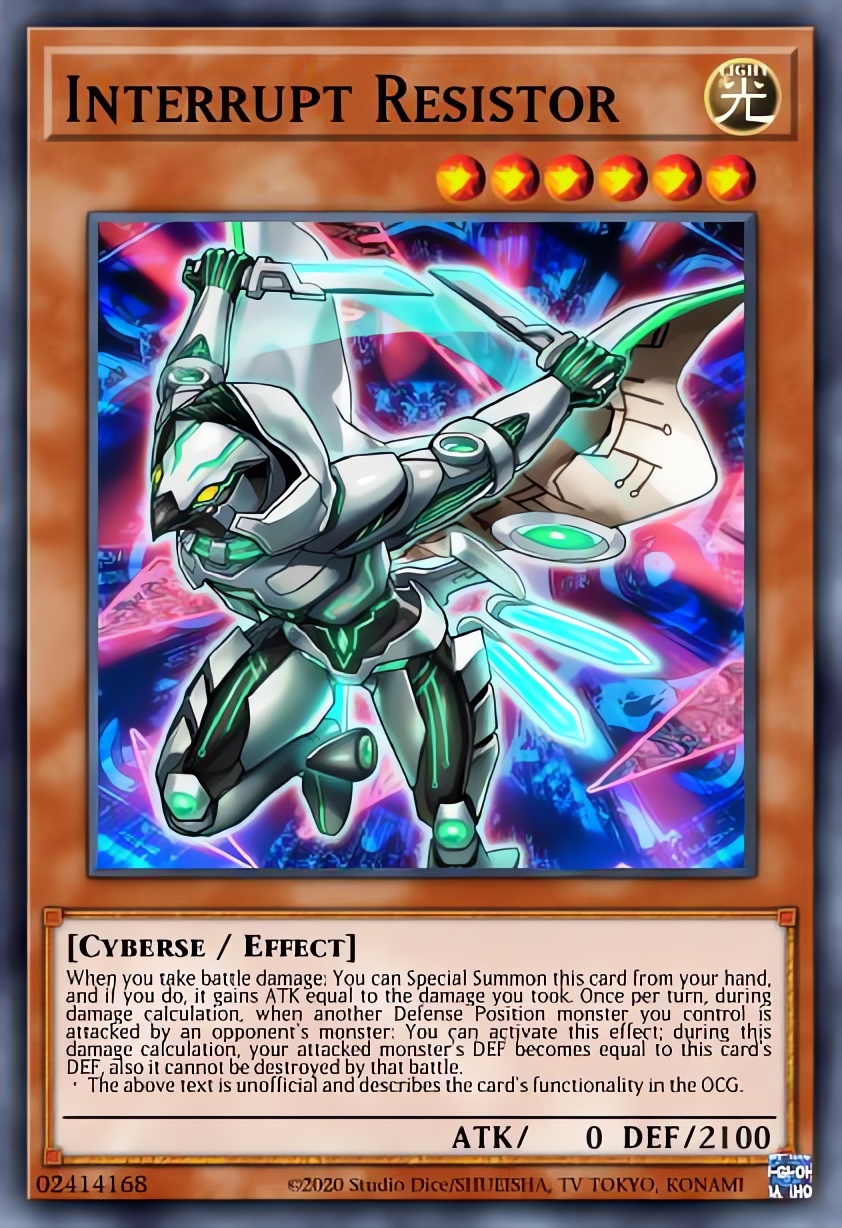 INTERRUPT RESISTOR
LIGHT
光
[CYBERSE / EFFECT]
When you take battle damage: You can Special Summon this card from your hand,
and if you do, it gains ATK equal to the damage you took. Once per turn, during
damage calculation, when another Defense Position monster you control is
attacked by an opponent's monster: You can activate this effect; during this
damage calculation, your attacked monster's DEF becomes equal to this card's
DEF, also it cannot be destroyed by that battle.
· The above text is unofficial and describes the card's functionality in the OCG.
ATK/ 0 DEF/2100
02414168
©2020 Studio Dice/SHUEISHA, TV TOKYO, KONAMI